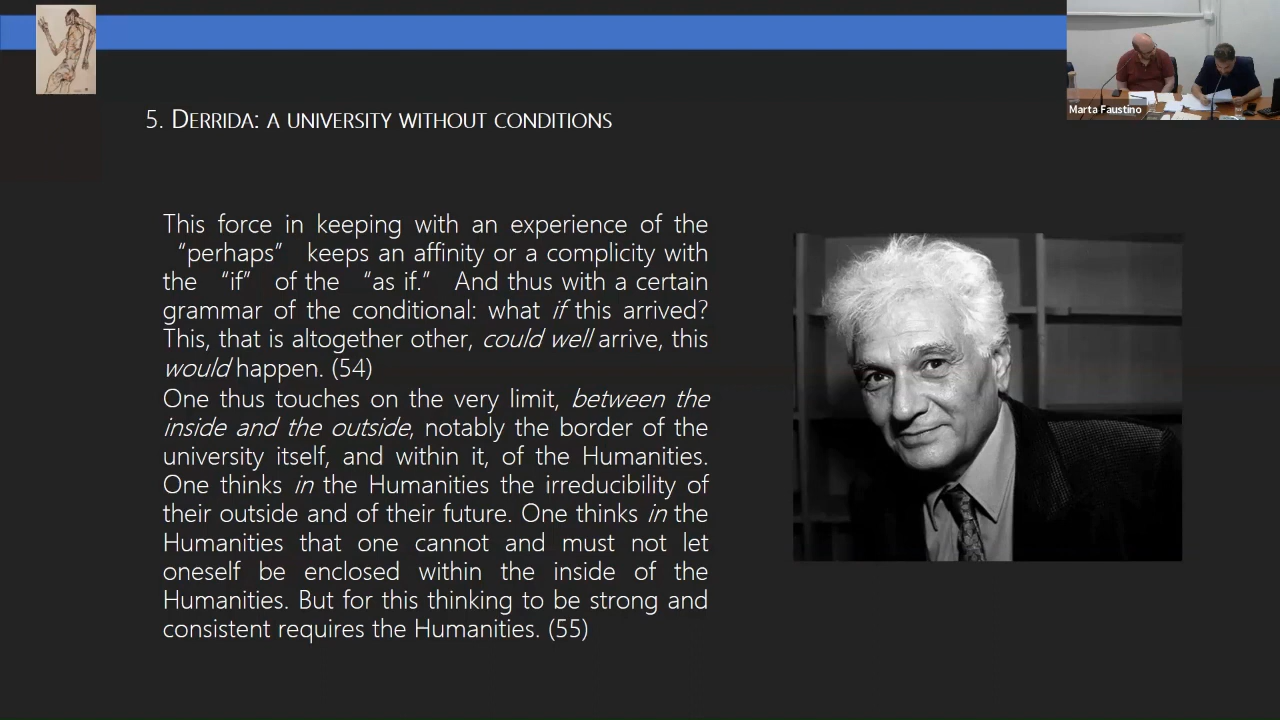 Marta Faustino
5. DERRIDA: A UNIVERSITY WITHOUT CONDITIONS
This force in keeping with an experience of the
“perhaps” keeps an affinity or a complicity with
the “if” of the “as if.” And thus with a certain
grammar of the conditional: what if this arrived?
This, that is altogether other, could well arrive, this
would happen. (54)
One thus touches on the very limit, between the
inside and the outside, notably the border of the
university itself, and within it, of the Humanities.
One thinks in the Humanities the irreducibility of
their outside and of their future. One thinks in the
Humanities that one cannot and must not let
oneself be enclosed within the inside of the
Humanities. But for this thinking to be strong and
consistent requires the Humanities. (55)